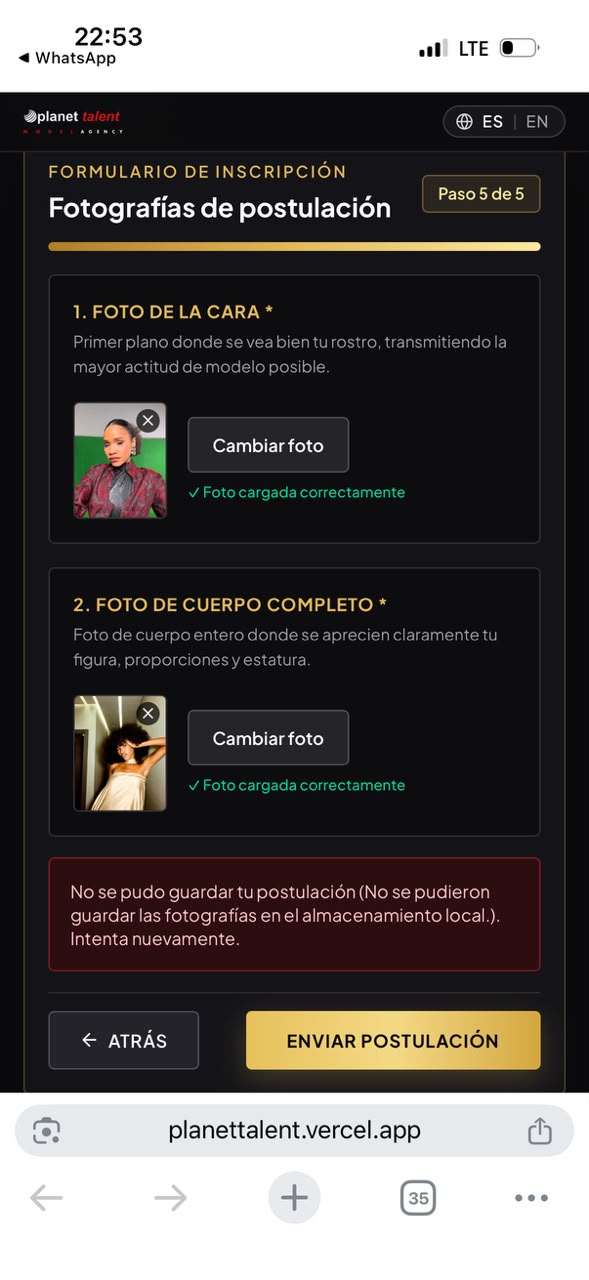 22:53
◀ WhatsApp
LTE
planet talent
MODEL AGENCY
ES | EN
FORMULARIO DE INSCRIPCIÓN
Fotografías de postulación
Paso 5 de 5
1. FOTO DE LA CARA *
Primer plano donde se vea bien tu rostro, transmitiendo la
mayor actitud de modelo posible.
Cambiar foto
✓ Foto cargada correctamente
2. FOTO DE CUERPO COMPLETO *
Foto de cuerpo entero donde se aprecien claramente tu
figura, proporciones y estatura.
Cambiar foto
✓ Foto cargada correctamente
No se pudo guardar tu postulación (No se pudieron
guardar las fotografías en el almacenamiento local.).
Intenta nuevamente.
← ATRÁS
ENVIAR POSTULACIÓN
planettalent.vercel.app
35